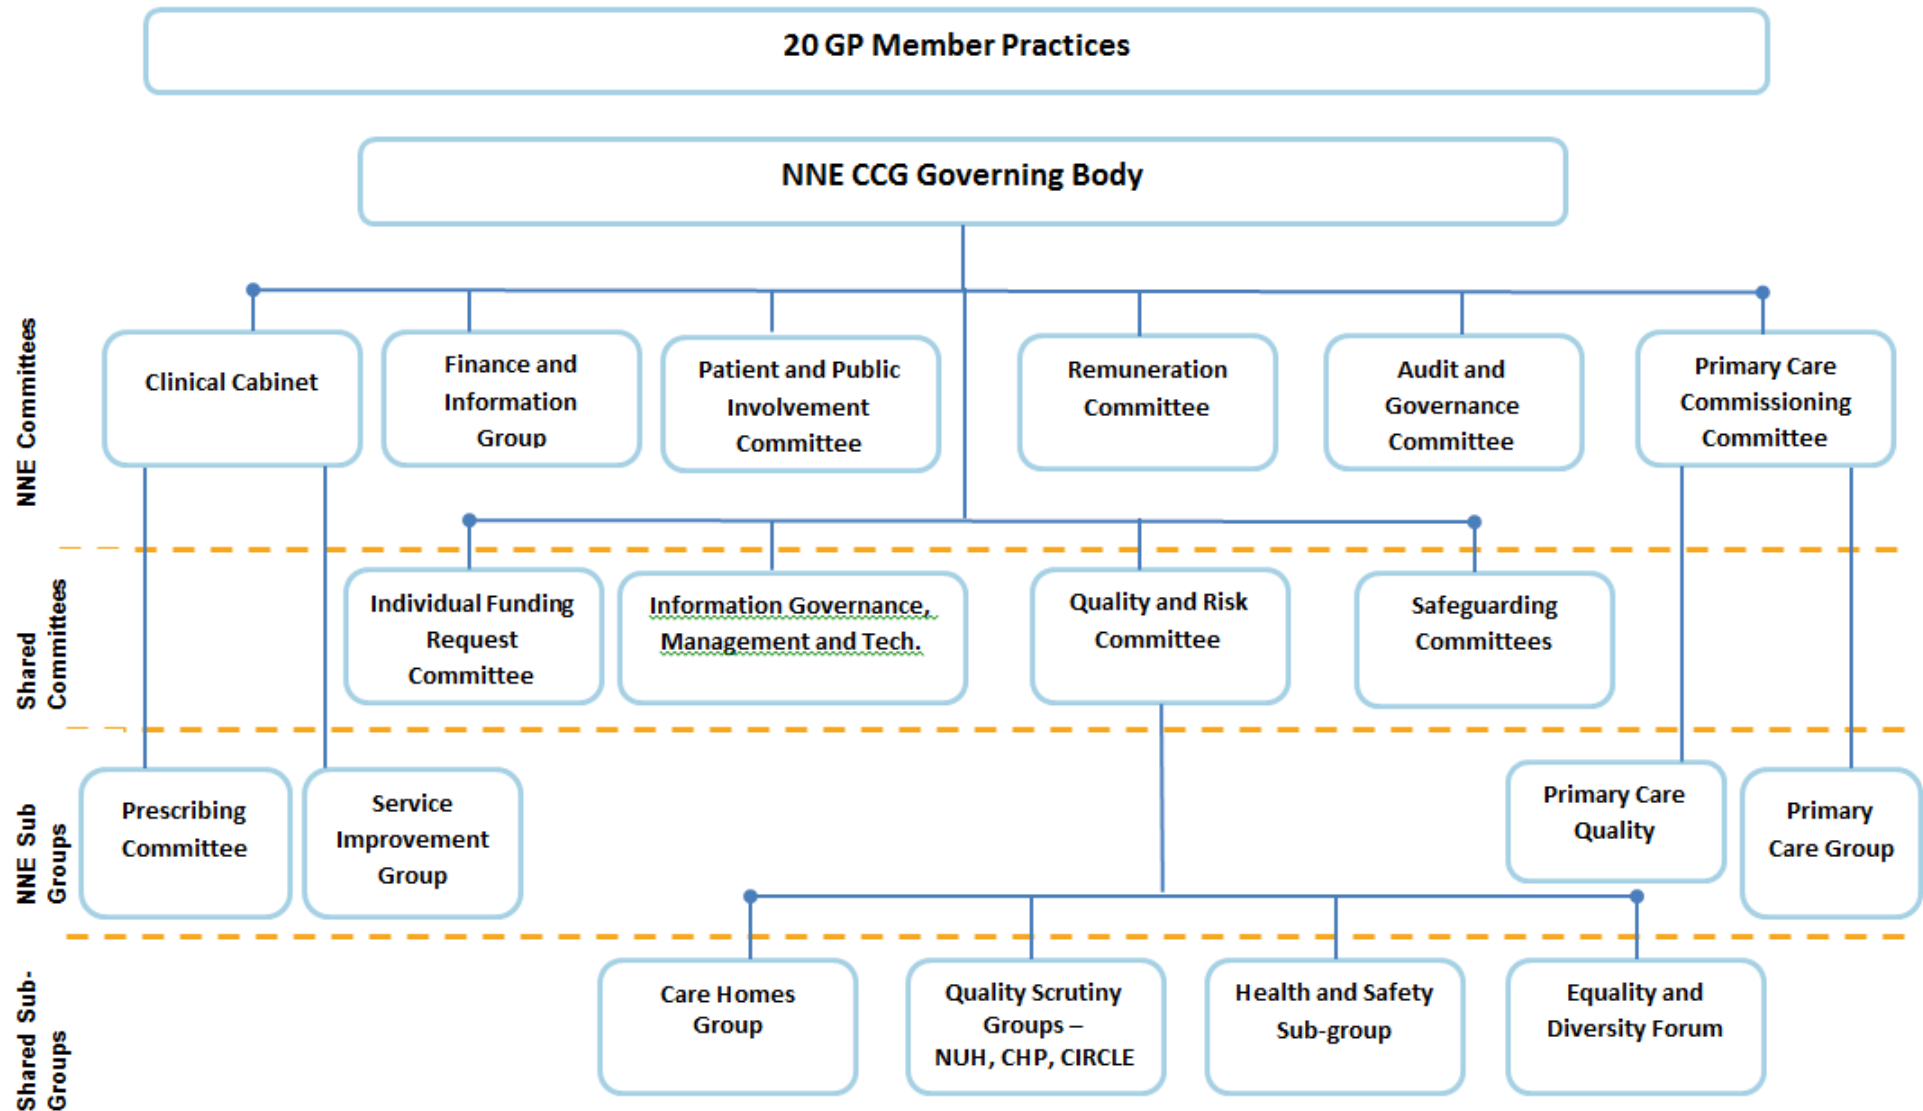 20 GP Member Practices
NNE CCG Governing Body
NNE Committees
Clinical Cabinet
Finance and
Information
Group
Patient and Public
Involvement
Committee
Remuneration
Committee
Audit and
Governance
Committee
Primary Care
Commissioning
Committee
Shared
Committees
Individual Funding
Request
Committee
Information Governance,
Management and Tech.
Quality and Risk
Committee
Safeguarding
Committees
NNE Sub
Groups
Prescribing
Committee
Service
Improvement
Group
Primary Care
Quality
Primary
Care Group
Shared Sub-
Groups
Care Homes
Group
Quality Scrutiny
Groups –
NUH, CHP, CIRCLE
Health and Safety
Sub-group
Equality and
Diversity Forum